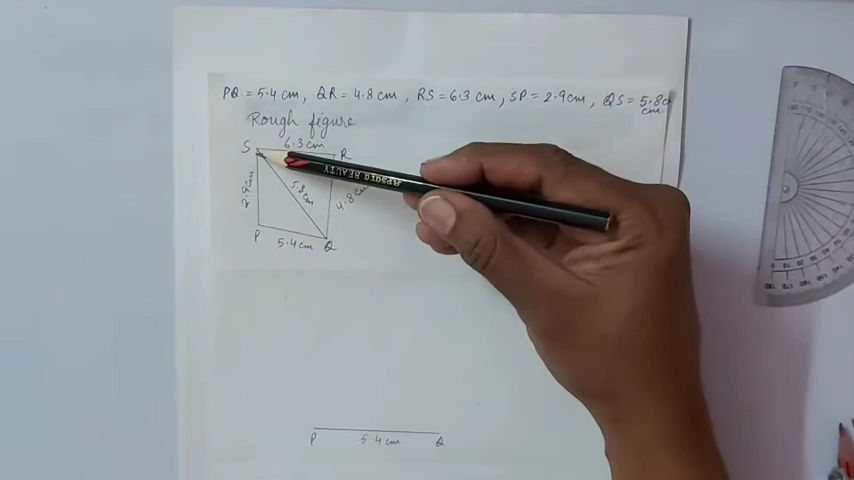 PQ = 5.4 cm, QR = 4.8 cm, RS = 6.3 cm, SP = 2.9 cm, QS = 5.8
cm.
Rough figure
6.3 cm
S R
2.9 cm 5.8 cm 4.8 cm
P 5.4 cm Q
Apsara BEAUTY
P 5.4 cm Q